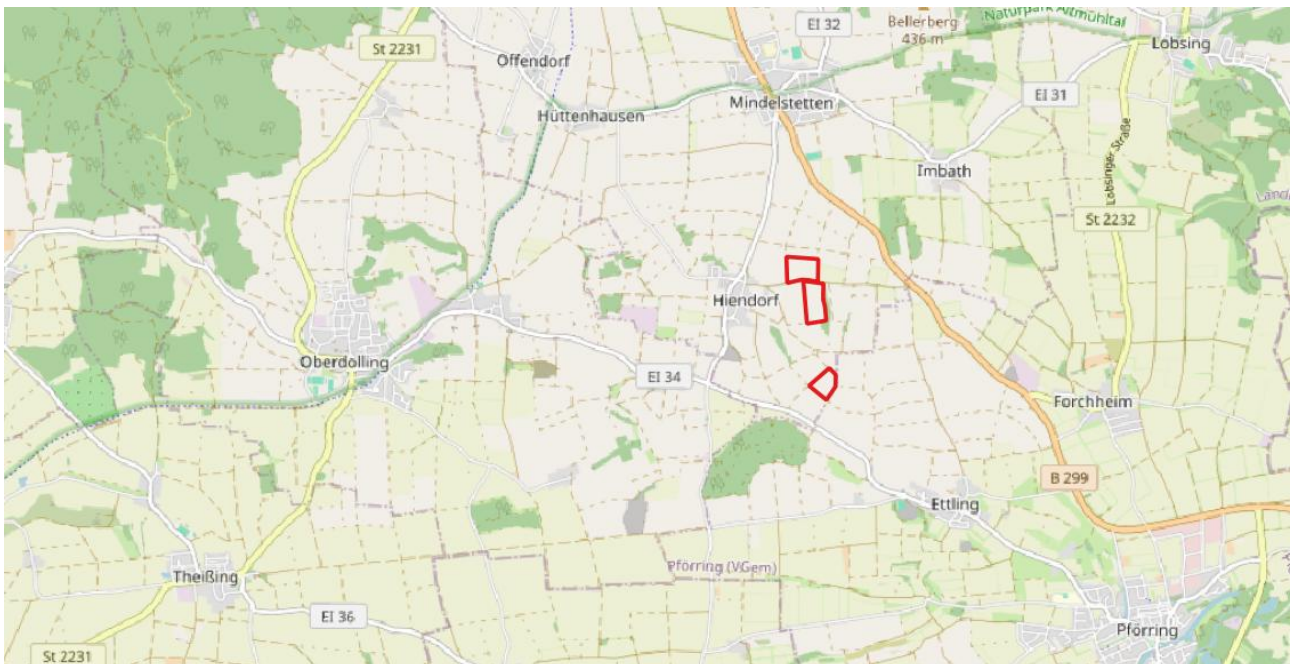 Naturpark Altmühltal
EI 32
Bellerberg
436 m
Lobsing
St 2231
Offendorf
EI 31
Mindelstetten
Hüttenhausen
Lobsinger Straße
Imbath
St 2232
Hiendorf
Oberdolling
EI 34
Forchheim
B 299
Ettling
Pförring (VGem)
Theißing
EI 36
Pförring
St 2231